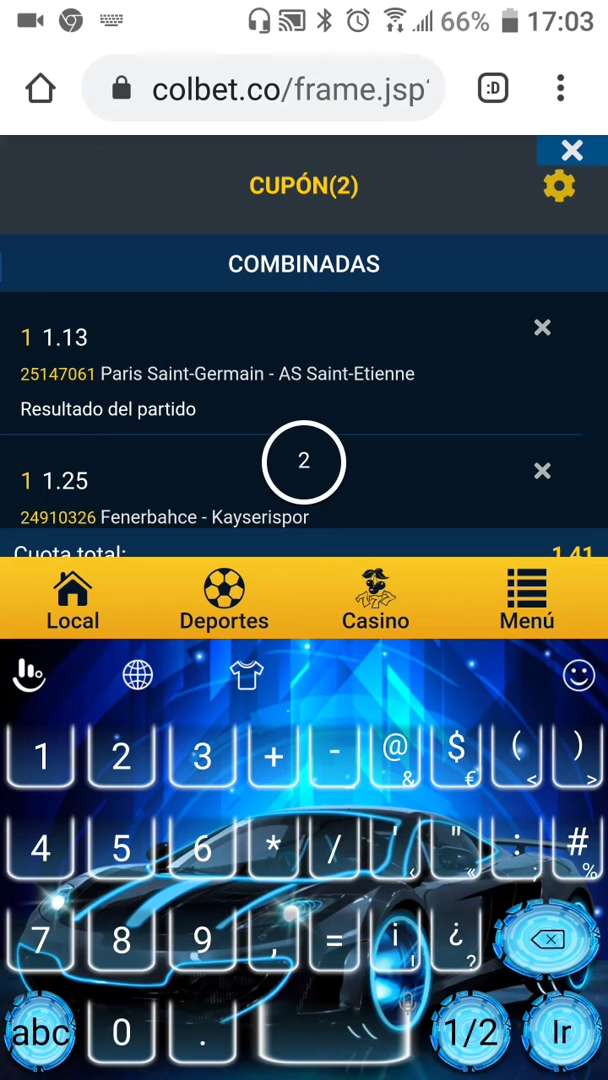 66% 17:03
colbet.co/frame.jsp
:D
CUPÓN(2)
COMBINADAS
1 1.13
25147061 Paris Saint-Germain - AS Saint-Etienne
Resultado del partido
2
1 1.25
24910326 Fenerbahce - Kayserispor
Cuota total: 1.41
Local Deportes Casino Menú
1 2 3 + - @ & $ € ( < ) >
4 5 6 * / ' ‹ " « : ; # %
7 8 9 , = ¡ ! ¿ ?
abc 0 . 1/2 Ir